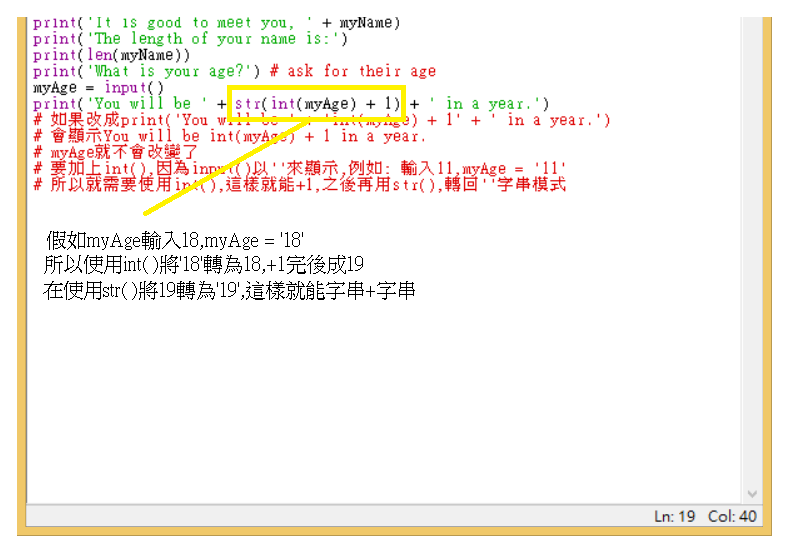 print('It is good to meet you, ' + myName)
print('The length of your name is:')
print(len(myName))
print('What is your age?') # ask for their age
myAge = input()
print('You will be ' + str(int(myAge) + 1) + ' in a year.')
# 如果改成print('You will be ' + 'int(myAge) + 1' + ' in a year.')
# 會顯示You will be int(myAge) + 1 in a year.
# myAge就不會改變了
# 要加上int(),因為input()以''來顯示,例如: 輸入11,myAge = '11'
# 所以就需要使用int(),這樣就能+1,之後再用str(),轉回''字串模式
假如myAge輸入18,myAge = '18'
所以使用int()將'18'轉為18,+1完後成19
在使用str()將19轉為'19',這樣就能字串+字串
Ln: 19 Col: 40